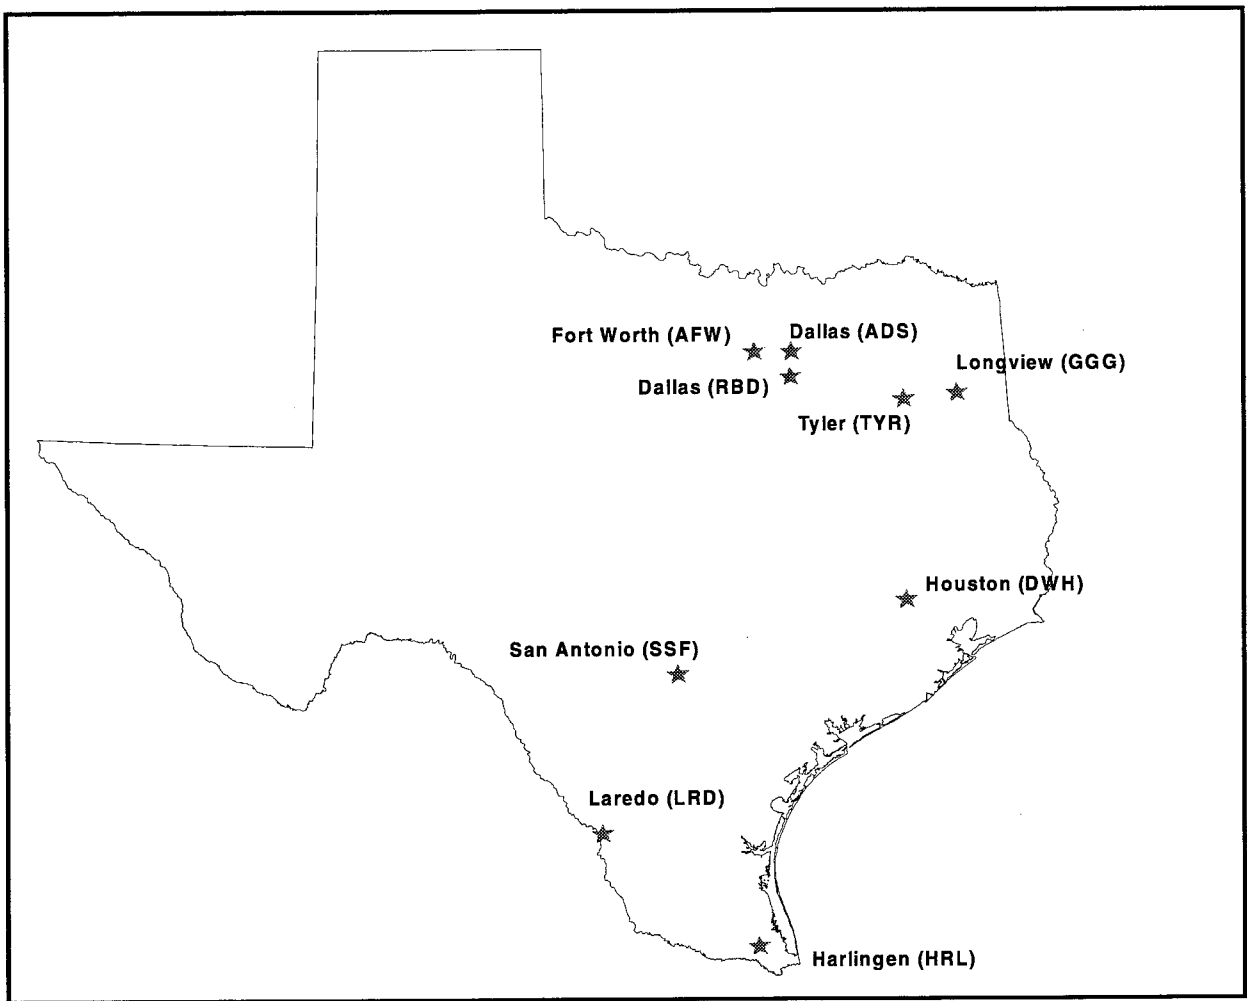 Fort Worth (AFW)
Dallas (ADS)
Longview (GGG)
Dallas (RBD)
Tyler (TYR)
Houston (DWH)
San Antonio (SSF)
Laredo (LRD)
Harlingen (HRL)